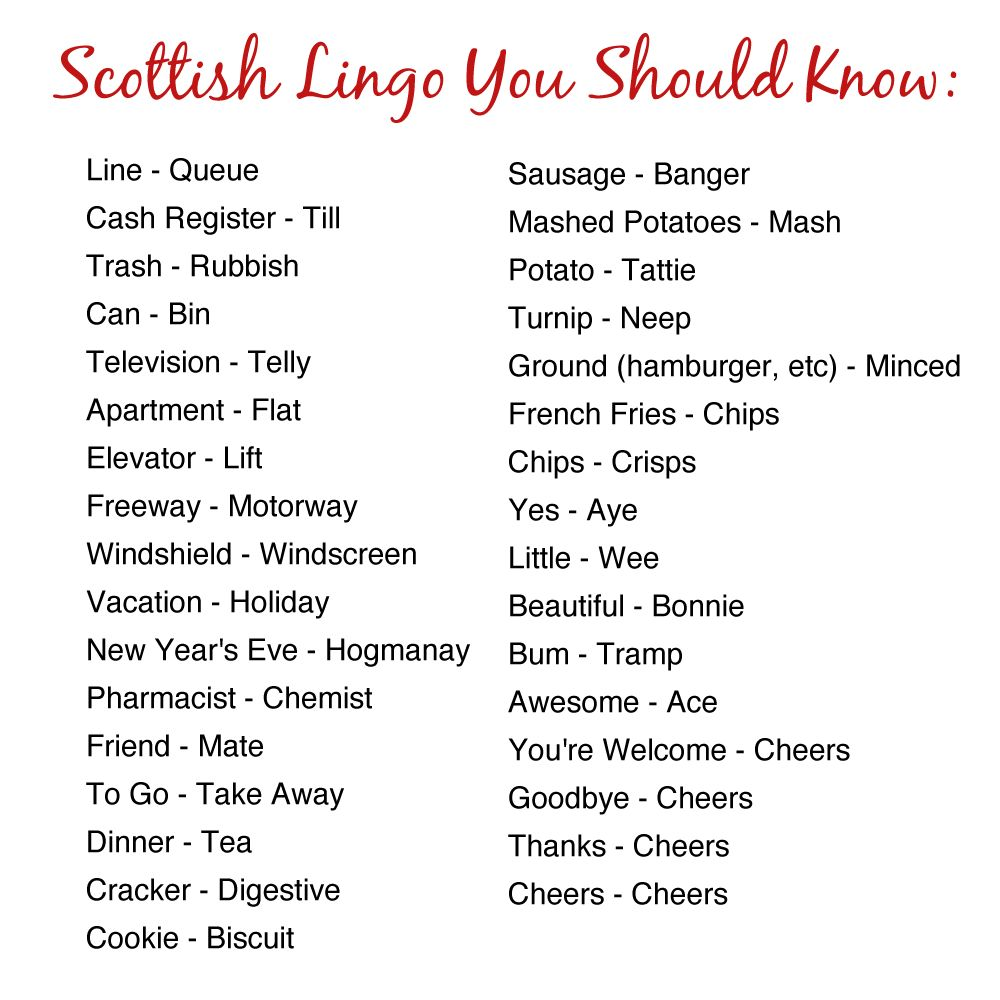 Scottish Lingo You Should Know:
Line - Queue
Cash Register - Till
Trash - Rubbish
Can - Bin
Television - Telly
Apartment - Flat
Elevator - Lift
Freeway - Motorway
Windshield - Windscreen
Vacation - Holiday
New Year's Eve - Hogmanay
Pharmacist - Chemist
Friend - Mate
To Go - Take Away
Dinner - Tea
Cracker - Digestive
Cookie - Biscuit
Sausage - Banger
Mashed Potatoes - Mash
Potato - Tattie
Turnip - Neep
Ground (hamburger, etc) - Minced
French Fries - Chips
Chips - Crisps
Yes - Aye
Little - Wee
Beautiful - Bonnie
Bum - Tramp
Awesome - Ace
You're Welcome - Cheers
Goodbye - Cheers
Thanks - Cheers
Cheers - Cheers